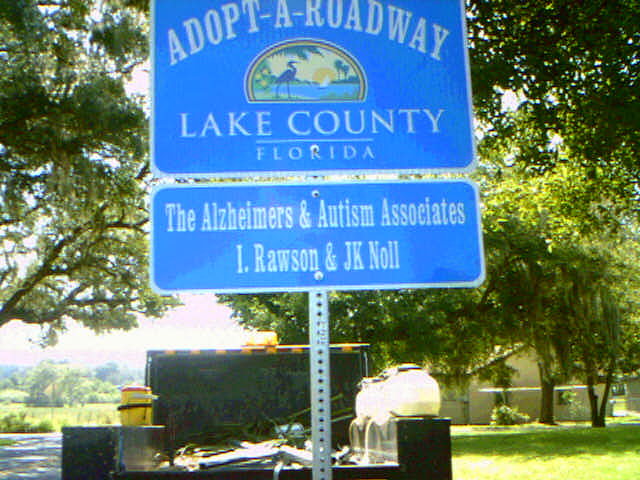 ADOPT-A-ROADWAY
LAKE COUNTY
FLORIDA
The Alzheimers & Autism Associates
I. Rawson & JK Noll